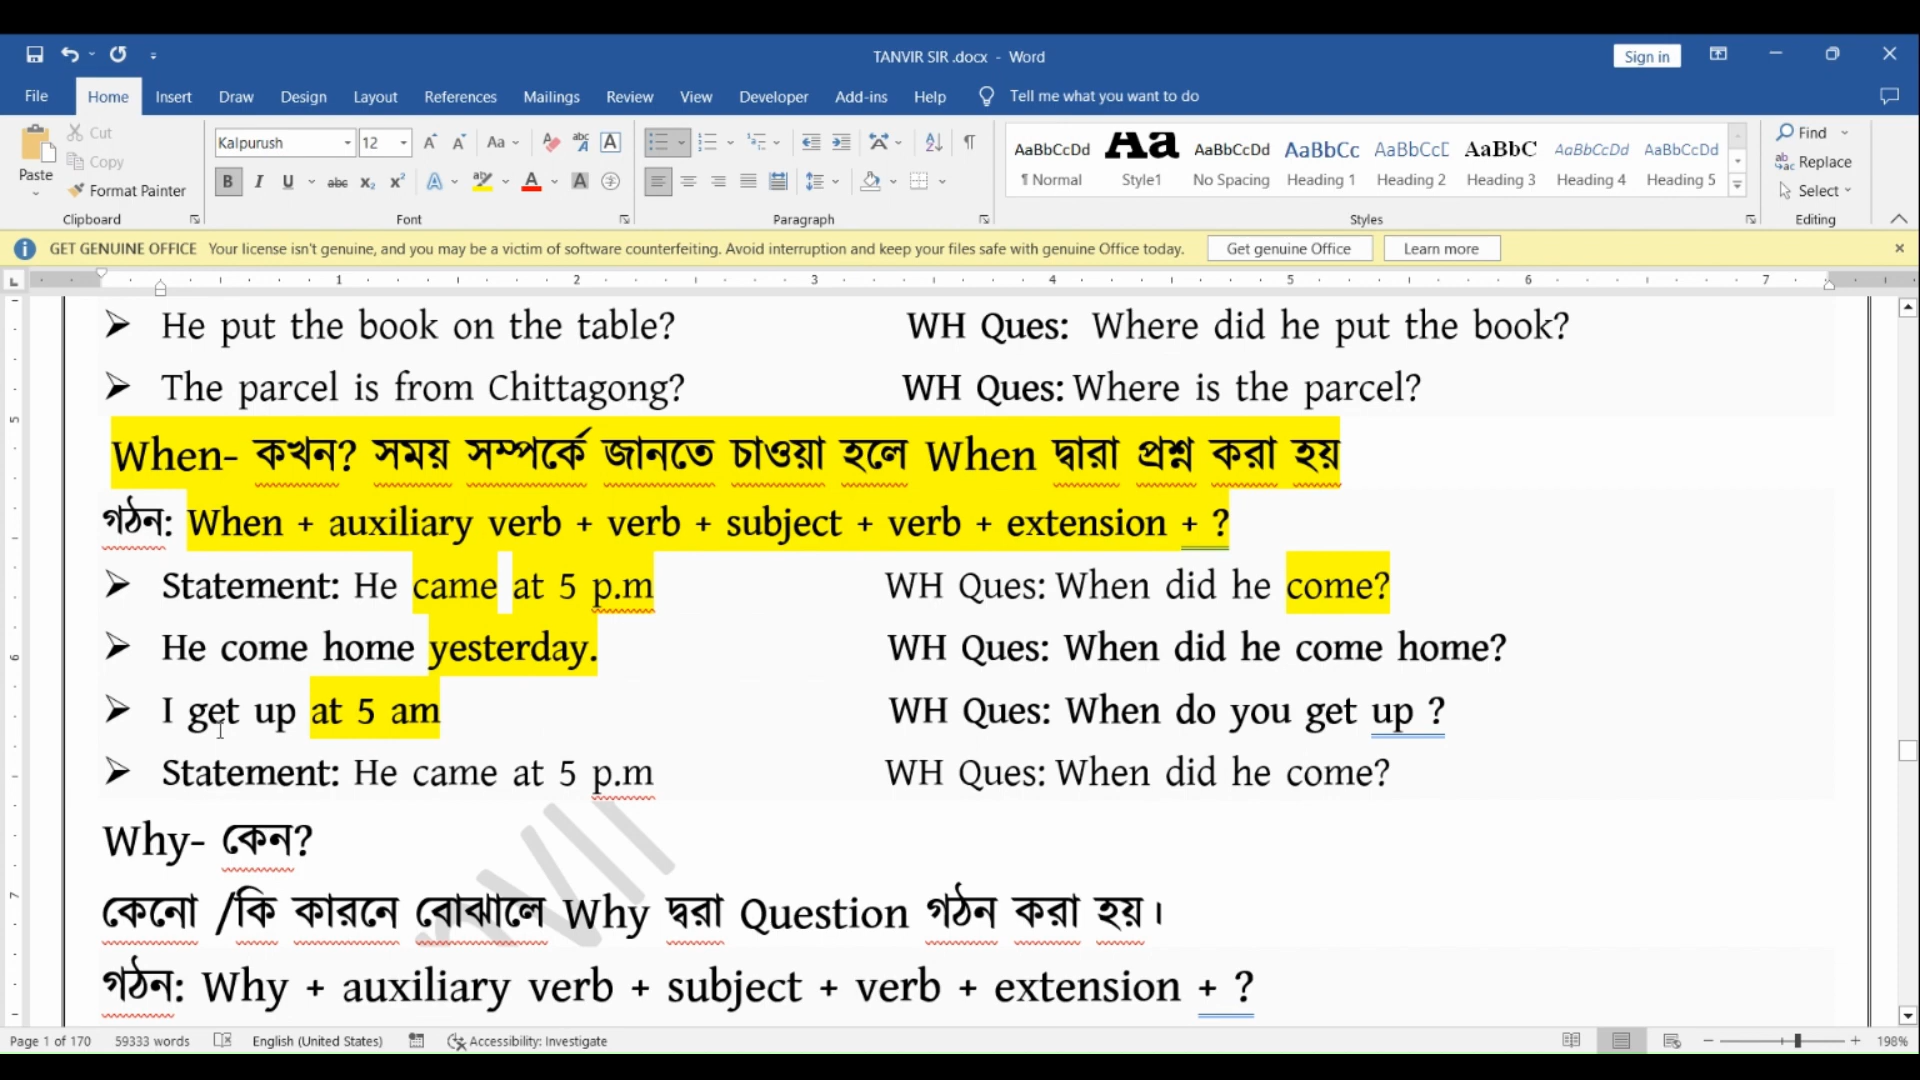 TANVIR SIR .docx - Word
Sign in
File Home Insert Draw Design Layout References Mailings Review View Developer Add-ins Help Tell me what you want to do
Paste
Cut
Copy
Format Painter
Clipboard
Kalpurush 12
Font
Paragraph
AaBbCcDd Aa AaBbCcDd AaBbCc AaBbCcD AaBbC AaBbCcDd AaBbCcDd
¶ Normal Style1 No Spacing Heading 1 Heading 2 Heading 3 Heading 4 Heading 5
Styles
Find
Replace
Select
Editing
GET GENUINE OFFICE Your license isn't genuine, and you may be a victim of software counterfeiting. Avoid interruption and keep your files safe with genuine Office today. Get genuine Office Learn more
1 2 3 4 5 6 7
➢ He put the book on the table? WH Ques: Where did he put the book?
➢ The parcel is from Chittagong? WH Ques: Where is the parcel?
When- কখন? সময় সম্পর্কে জানতে চাওয়া হলে When দ্বারা প্রশ্ন করা হয়
গঠন: When + auxiliary verb + verb + subject + verb + extension + ?
➢ Statement: He came at 5 p.m WH Ques: When did he come?
➢ He come home yesterday. WH Ques: When did he come home?
➢ I get up at 5 am WH Ques: When do you get up ?
➢ Statement: He came at 5 p.m WH Ques: When did he come?
Why- কেন?
কেনো /কি কারনে বোঝালে Why দ্বরা Question গঠন করা হয়।
গঠন: Why + auxiliary verb + subject + verb + extension + ?
Page 1 of 170 59333 words English (United States) Accessibility: Investigate 198%